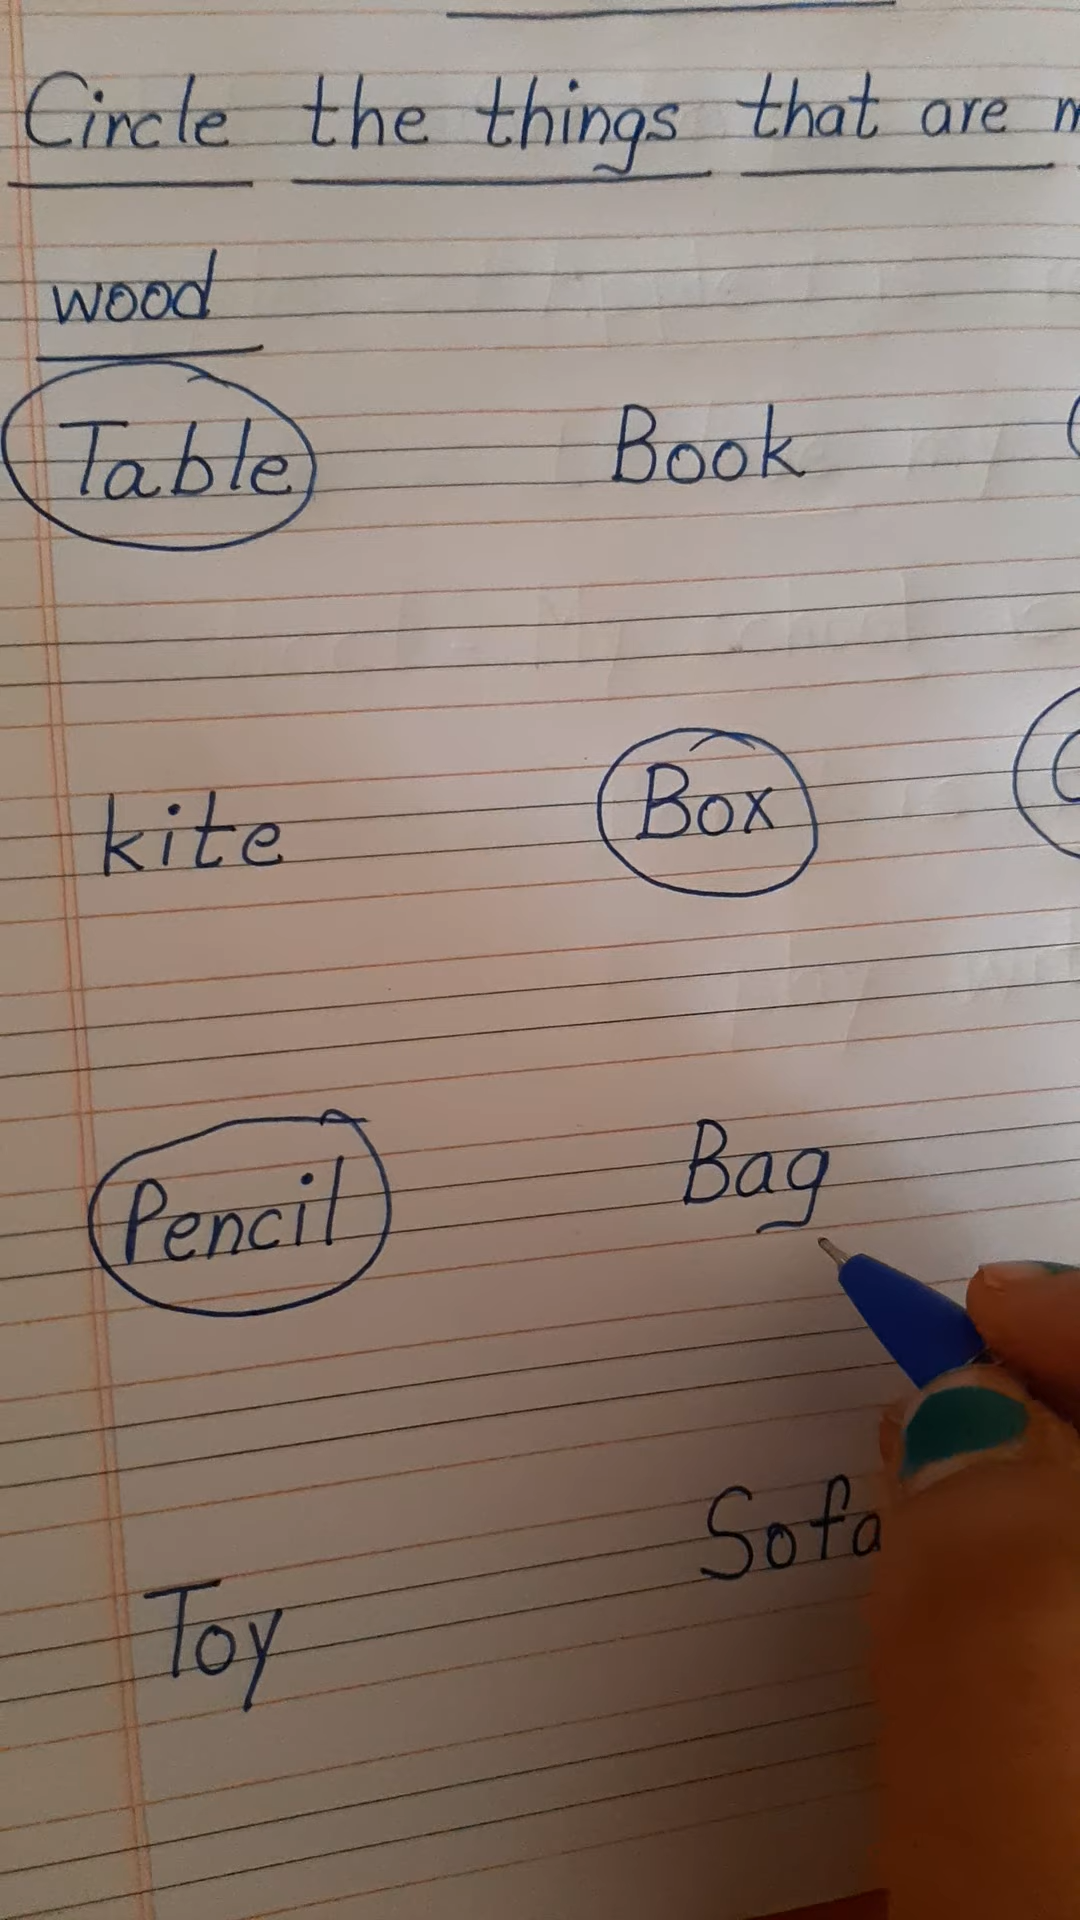 Circle the things that are
wood
Table Book
kite Box
Pencil Bag
Toy Sofa